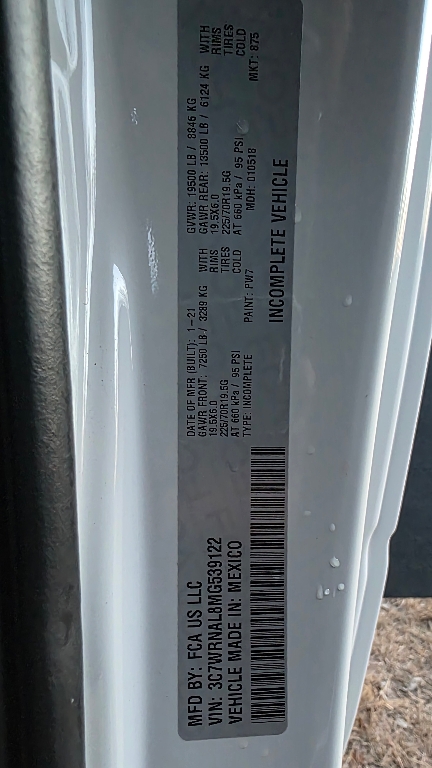 MFD BY: FCA US LLC
VIN: 3C7WRNAL8MG539122
VEHICLE MADE IN: MEXICO
DATE OF MFR (BUILT): 1-21 GVWR: 19500 LB / 8846 KG
GAWR FRONT: 7250 LB / 3289 KG WITH GAWR REAR: 13500 LB / 6124 KG WITH
19.5X6.0 RIMS 19.5X6.0 RIMS
225/70R19.5G TIRES 225/70R19.5G TIRES
AT 660 kPa / 95 PSI COLD AT 660 kPa / 95 PSI COLD
TYPE: INCOMPLETE PAINT: PW7 MDH: 010518 MKT: 875
INCOMPLETE VEHICLE